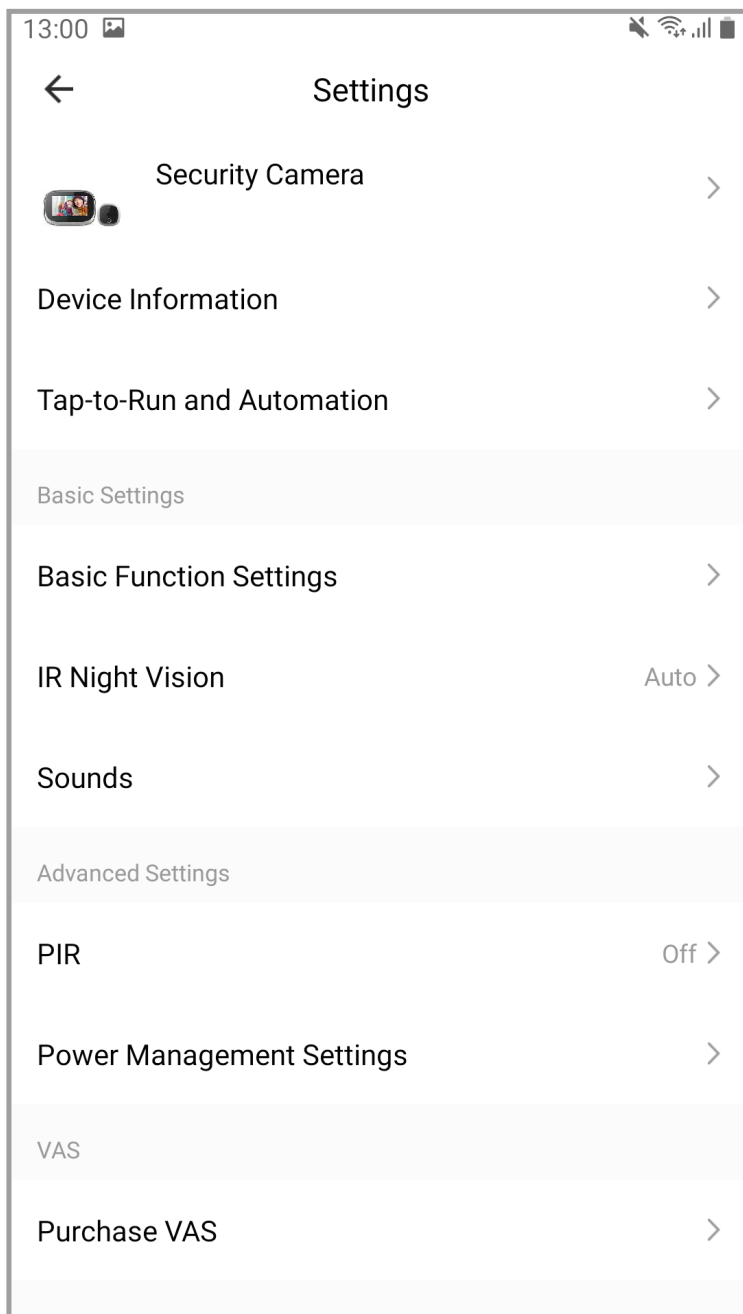 13:00
Settings
Security Camera
Device Information
Tap-to-Run and Automation
Basic Settings
Basic Function Settings
IR Night Vision Auto
Sounds
Advanced Settings
PIR Off
Power Management Settings
VAS
Purchase VAS